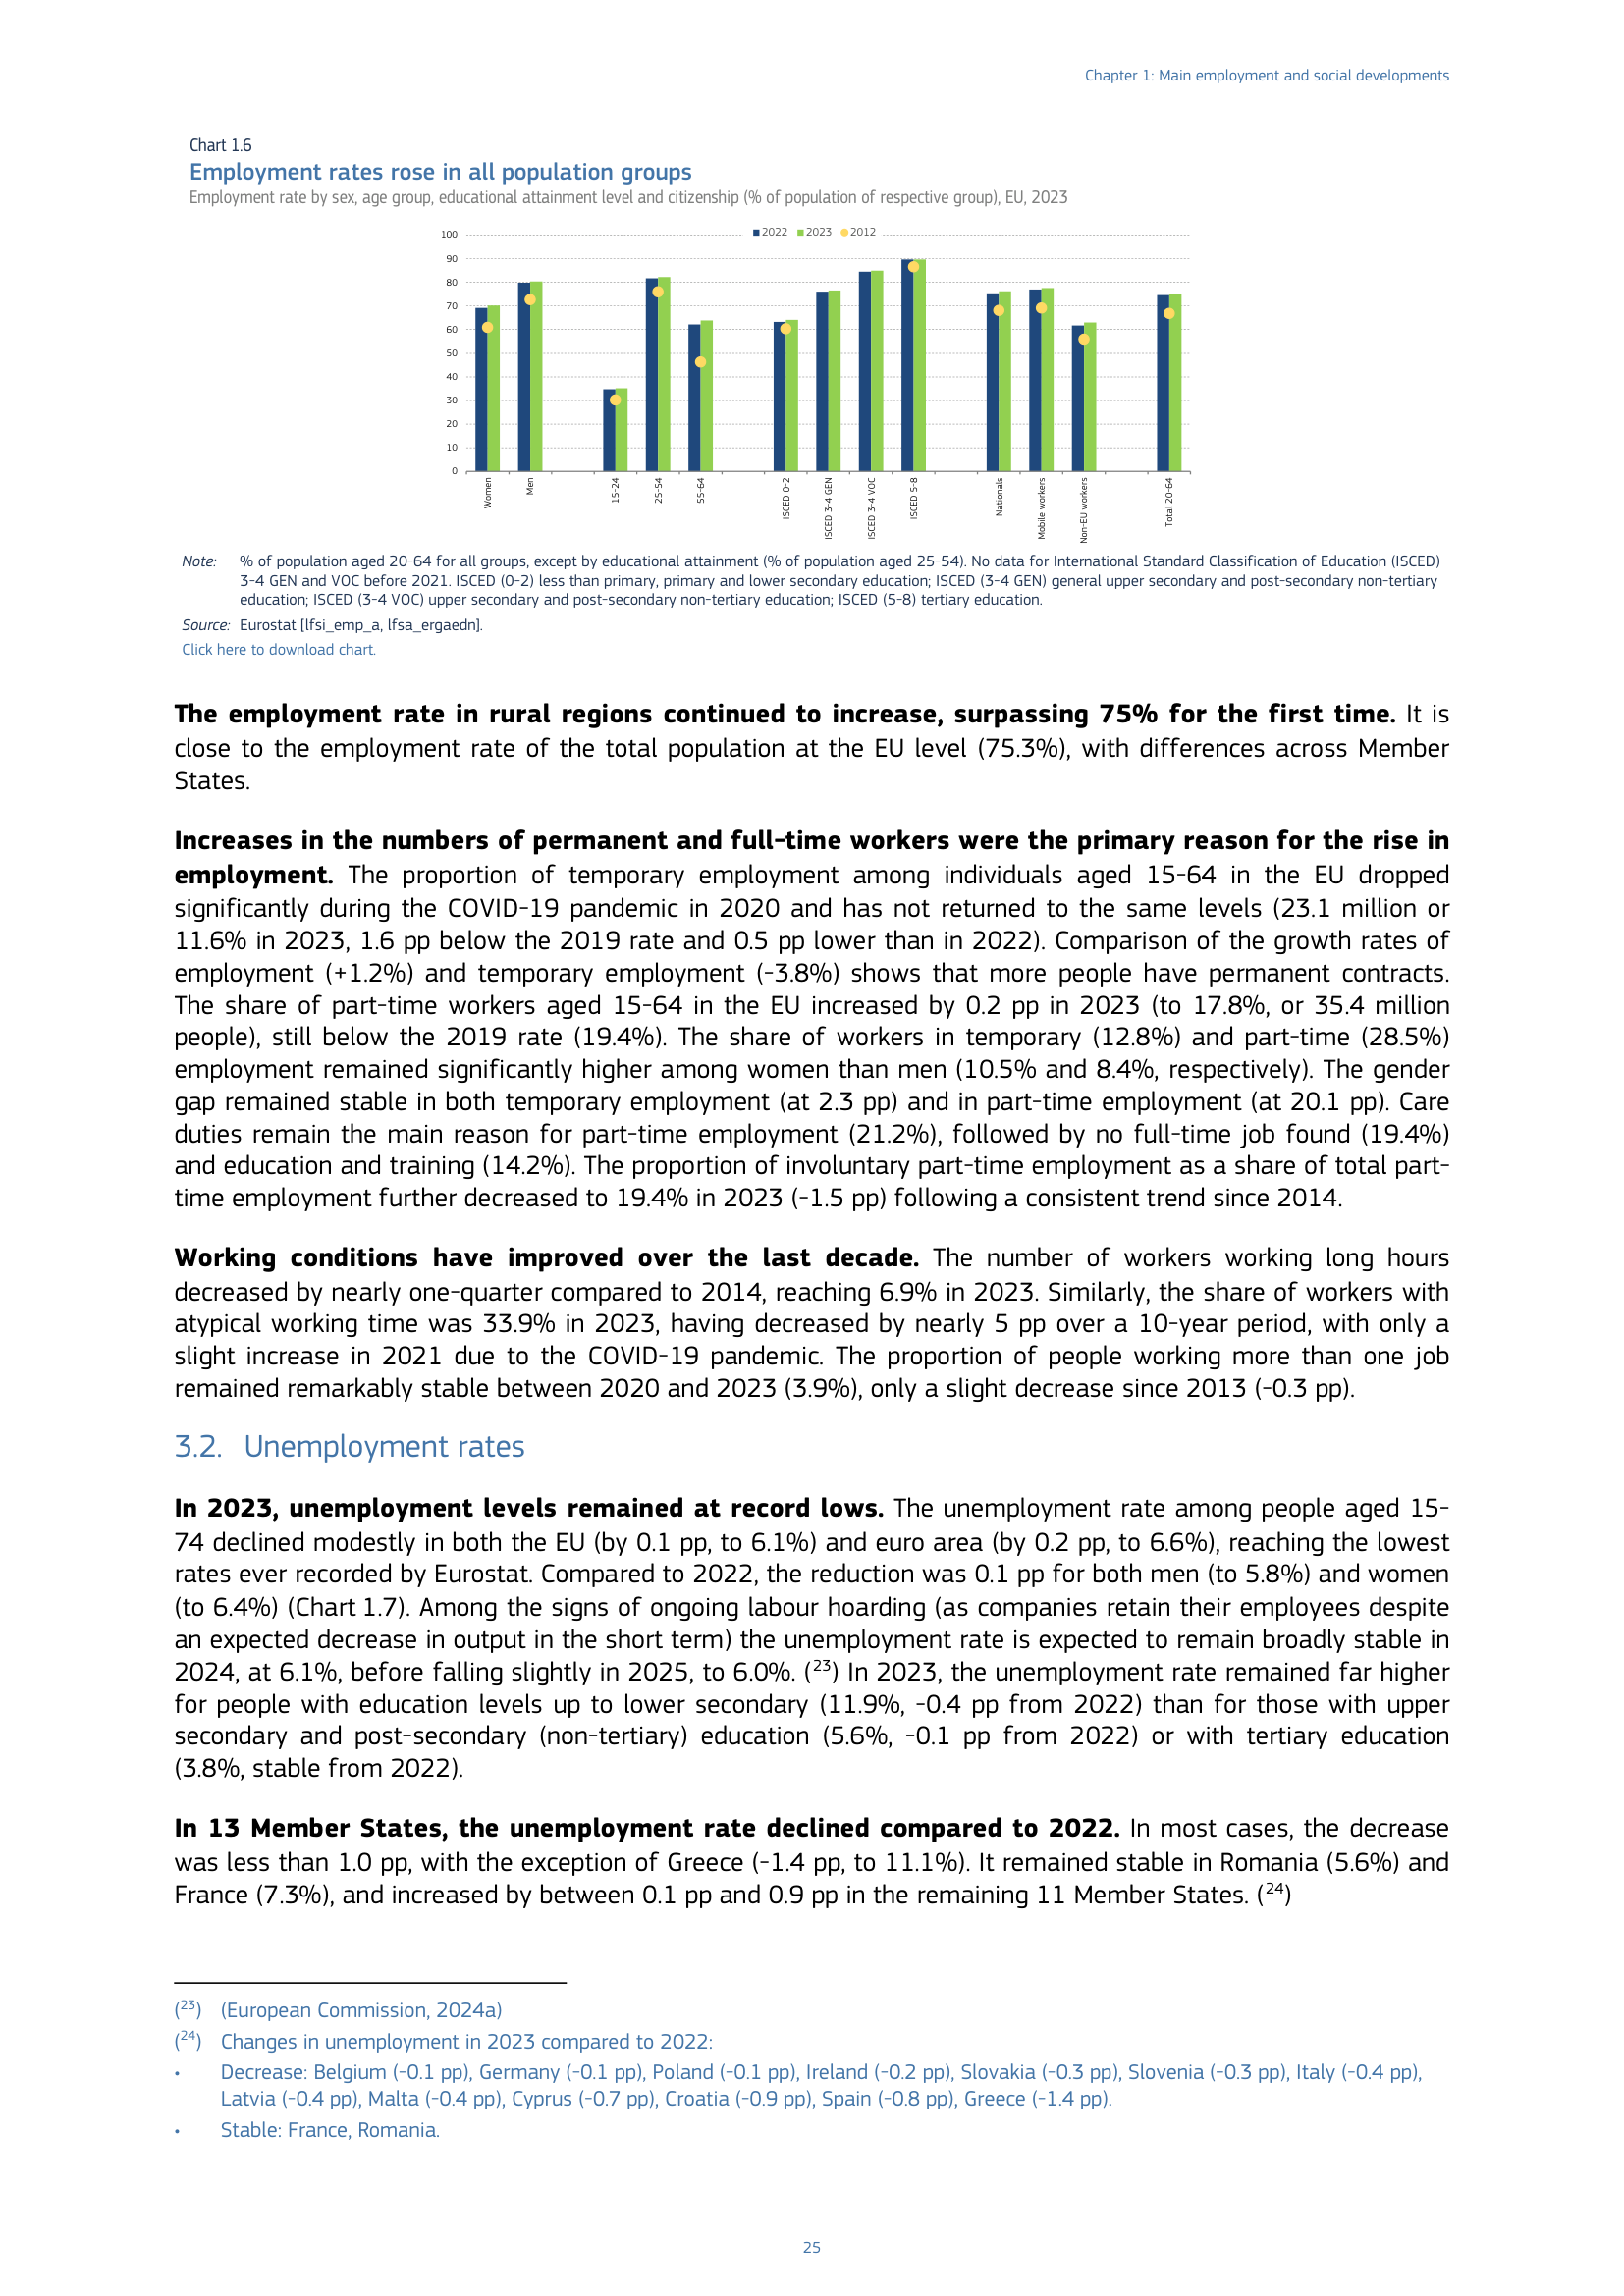 Chapter 1: Main employment and social developments
Chart 1.6
Employment rates rose in all population groups
Employment rate by sex, age group, educational attainment level and citizenship (% of population of respective group), EU, 2023
2022 2023 2012
100
90
80
70
60
50
40
30
20
10
0
Women
Men
15-24
25-54
55-64
ISCED 0-2
ISCED 3-4 GEN
ISCED 3-4 VOC
ISCED 5-8
Nationals
Mobile workers
Non-EU workers
Total 20-64
Note: % of population aged 20-64 for all groups, except by educational attainment (% of population aged 25-54). No data for International Standard Classification of Education (ISCED)
3-4 GEN and VOC before 2021. ISCED (0-2) less than primary, primary and lower secondary education; ISCED (3-4 GEN) general upper secondary and post-secondary non-tertiary
education; ISCED (3-4 VOC) upper secondary and post-secondary non-tertiary education; ISCED (5-8) tertiary education.
Source: Eurostat [lfsi_emp_a, lfsa_ergaedn].
Click here to download chart.
The employment rate in rural regions continued to increase, surpassing 75% for the first time. It is
close to the employment rate of the total population at the EU level (75.3%), with differences across Member
States.
Increases in the numbers of permanent and full-time workers were the primary reason for the rise in
employment. The proportion of temporary employment among individuals aged 15-64 in the EU dropped
significantly during the COVID-19 pandemic in 2020 and has not returned to the same levels (23.1 million or
11.6% in 2023, 1.6 pp below the 2019 rate and 0.5 pp lower than in 2022). Comparison of the growth rates of
employment (+1.2%) and temporary employment (-3.8%) shows that more people have permanent contracts.
The share of part-time workers aged 15-64 in the EU increased by 0.2 pp in 2023 (to 17.8%, or 35.4 million
people), still below the 2019 rate (19.4%). The share of workers in temporary (12.8%) and part-time (28.5%)
employment remained significantly higher among women than men (10.5% and 8.4%, respectively). The gender
gap remained stable in both temporary employment (at 2.3 pp) and in part-time employment (at 20.1 pp). Care
duties remain the main reason for part-time employment (21.2%), followed by no full-time job found (19.4%)
and education and training (14.2%). The proportion of involuntary part-time employment as a share of total part-
time employment further decreased to 19.4% in 2023 (-1.5 pp) following a consistent trend since 2014.
Working conditions have improved over the last decade. The number of workers working long hours
decreased by nearly one-quarter compared to 2014, reaching 6.9% in 2023. Similarly, the share of workers with
atypical working time was 33.9% in 2023, having decreased by nearly 5 pp over a 10-year period, with only a
slight increase in 2021 due to the COVID-19 pandemic. The proportion of people working more than one job
remained remarkably stable between 2020 and 2023 (3.9%), only a slight decrease since 2013 (-0.3 pp).
3.2. Unemployment rates
In 2023, unemployment levels remained at record lows. The unemployment rate among people aged 15-
74 declined modestly in both the EU (by 0.1 pp, to 6.1%) and euro area (by 0.2 pp, to 6.6%), reaching the lowest
rates ever recorded by Eurostat. Compared to 2022, the reduction was 0.1 pp for both men (to 5.8%) and women
(to 6.4%) (Chart 1.7). Among the signs of ongoing labour hoarding (as companies retain their employees despite
an expected decrease in output in the short term) the unemployment rate is expected to remain broadly stable in
2024, at 6.1%, before falling slightly in 2025, to 6.0%. (23) In 2023, the unemployment rate remained far higher
for people with education levels up to lower secondary (11.9%, -0.4 pp from 2022) than for those with upper
secondary and post-secondary (non-tertiary) education (5.6%, -0.1 pp from 2022) or with tertiary education
(3.8%, stable from 2022).
In 13 Member States, the unemployment rate declined compared to 2022. In most cases, the decrease
was less than 1.0 pp, with the exception of Greece (-1.4 pp, to 11.1%). It remained stable in Romania (5.6%) and
France (7.3%), and increased by between 0.1 pp and 0.9 pp in the remaining 11 Member States. (24)
(23) (European Commission, 2024a)
(24) Changes in unemployment in 2023 compared to 2022:
• Decrease: Belgium (-0.1 pp), Germany (-0.1 pp), Poland (-0.1 pp), Ireland (-0.2 pp), Slovakia (-0.3 pp), Slovenia (-0.3 pp), Italy (-0.4 pp),
Latvia (-0.4 pp), Malta (-0.4 pp), Cyprus (-0.7 pp), Croatia (-0.9 pp), Spain (-0.8 pp), Greece (-1.4 pp).
• Stable: France, Romania.
25